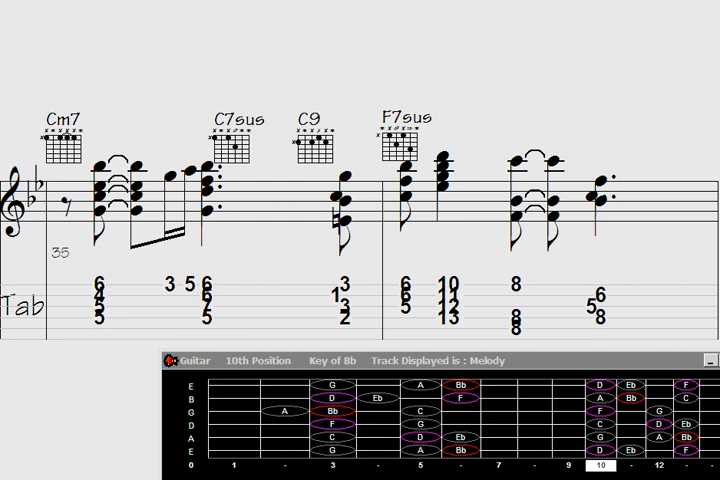 Cm7 C7sus C9 F7sus
35
Tab
6 3 5 6 3 6 10 8
4 6 1 6 11 6
5 7 3 5 12 5
5 5 2 13 8 8
8
Guitar 10th Position Key of Bb Track Displayed is : Melody
E G A Bb D Eb F
B D Eb F A Bb C
G A Bb C F G
D F G C D Eb
A C D Eb G A Bb
E G A Bb D Eb F
0 1 - 3 - 5 - 7 - 9 10 - 12 - -